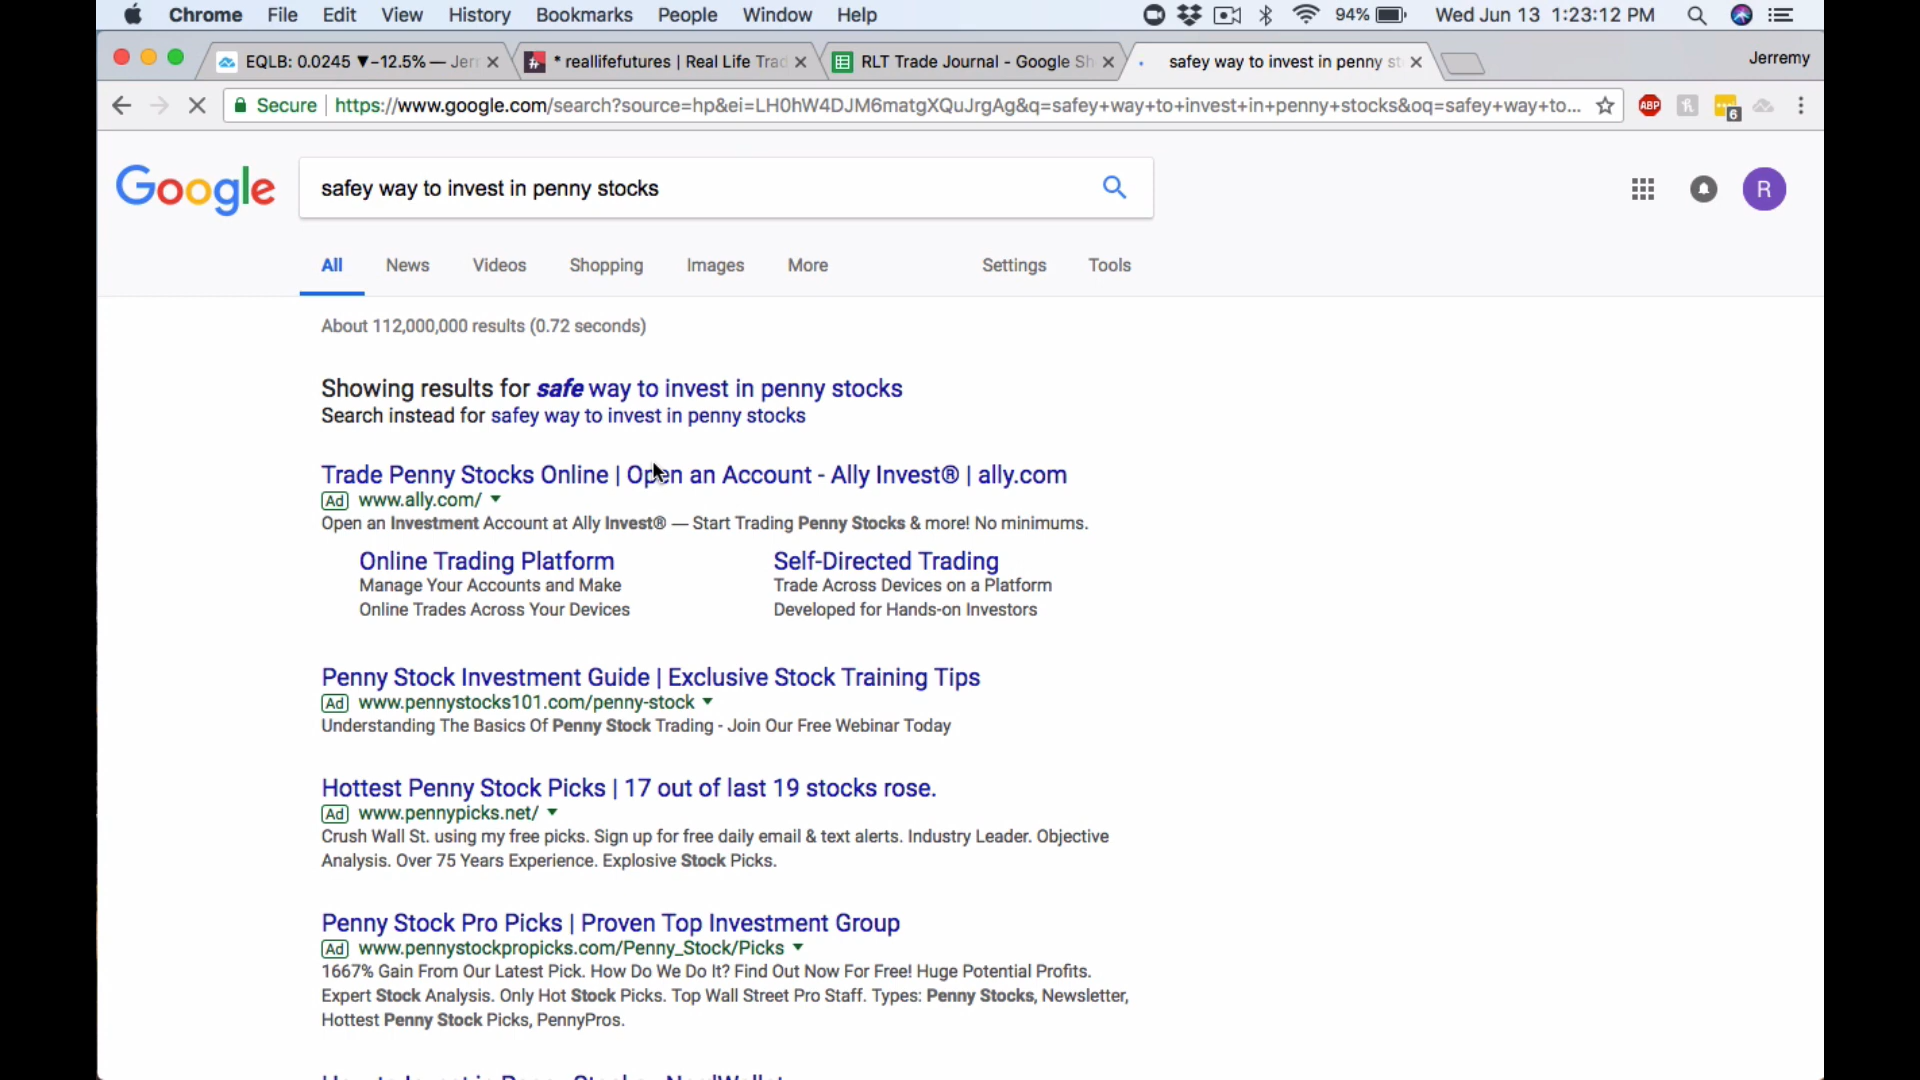 Chrome File Edit View History Bookmarks People Window Help 94% Wed Jun 13 1:23:12 PM
EQLB: 0.0245 ▼−12.5% — Jer * reallifefutures | Real Life Trad RLT Trade Journal - Google Sh safey way to invest in penny st Jerremy
Secure https://www.google.com/search?source=hp&ei=LH0hW4DJM6matgXQuJrgAg&q=safey+way+to+invest+in+penny+stocks&oq=safey+way+to... ABP 6
Google safey way to invest in penny stocks R
All News Videos Shopping Images More Settings Tools
About 112,000,000 results (0.72 seconds)
Showing results for safe way to invest in penny stocks
Search instead for safey way to invest in penny stocks
Trade Penny Stocks Online | Open an Account - Ally Invest® | ally.com
Ad www.ally.com/
Open an Investment Account at Ally Invest® — Start Trading Penny Stocks & more! No minimums.
Online Trading Platform Self-Directed Trading
Manage Your Accounts and Make Trade Across Devices on a Platform
Online Trades Across Your Devices Developed for Hands-on Investors
Penny Stock Investment Guide | Exclusive Stock Training Tips
Ad www.pennystocks101.com/penny-stock
Understanding The Basics Of Penny Stock Trading - Join Our Free Webinar Today
Hottest Penny Stock Picks | 17 out of last 19 stocks rose.
Ad www.pennypicks.net/
Crush Wall St. using my free picks. Sign up for free daily email & text alerts. Industry Leader. Objective
Analysis. Over 75 Years Experience. Explosive Stock Picks.
Penny Stock Pro Picks | Proven Top Investment Group
Ad www.pennystockpropicks.com/Penny_Stock/Picks
1667% Gain From Our Latest Pick. How Do We Do It? Find Out Now For Free! Huge Potential Profits.
Expert Stock Analysis. Only Hot Stock Picks. Top Wall Street Pro Staff. Types: Penny Stocks, Newsletter,
Hottest Penny Stock Picks, PennyPros.